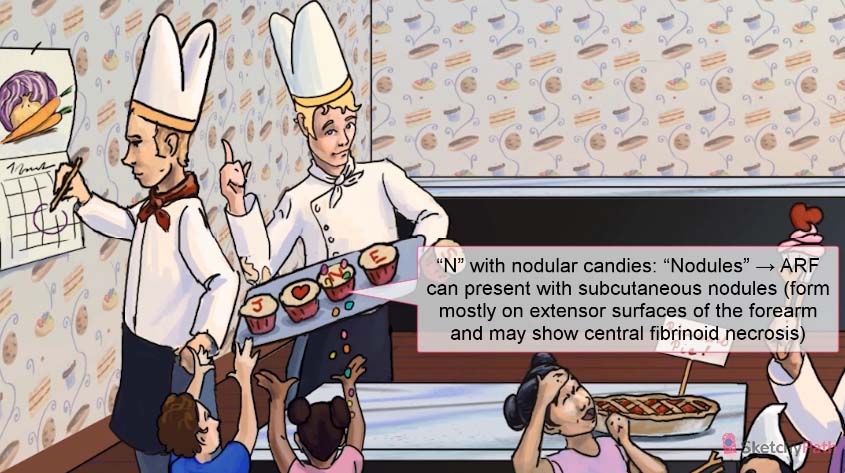 "N" with nodular candies: "Nodules" → ARF
can present with subcutaneous nodules (form
mostly on extensor surfaces of the forearm
and may show central fibrinoid necrosis)
J ♥ N E
Pie!
SketchyPath